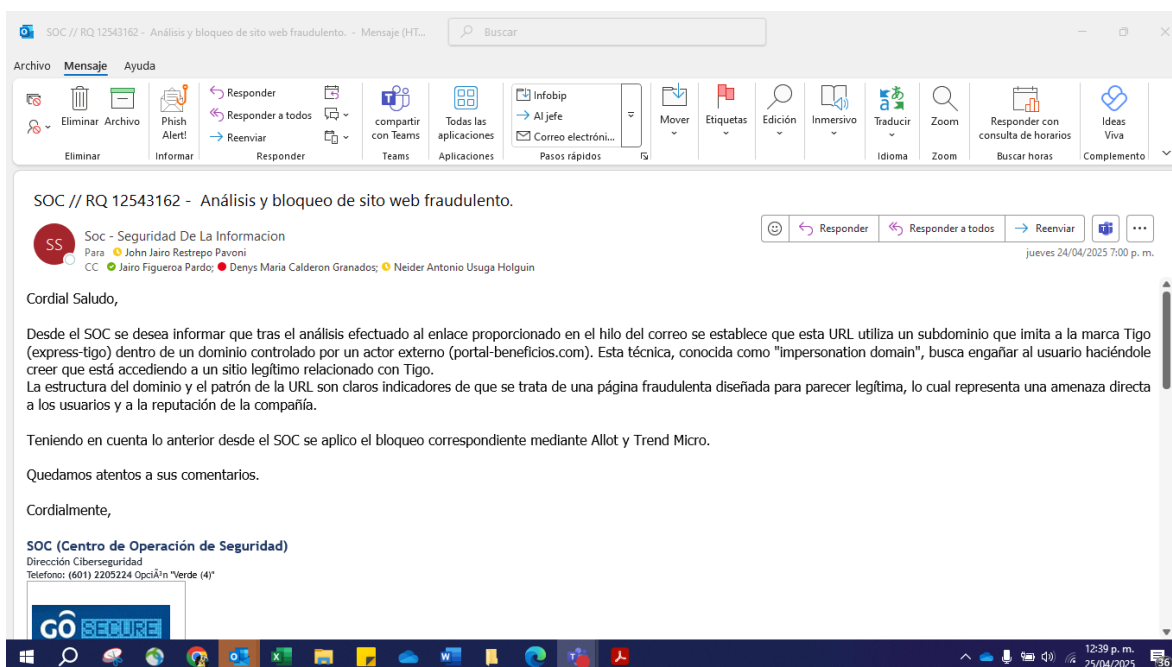 SOC // RQ 12543162 - Análisis y bloqueo de sito web fraudulento. - Mensaje (HT...
Buscar
Archivo Mensaje Ayuda
Eliminar
Archivo
Phish Alert!
Responder
Responder a todos
Reenviar
compartir con Teams
Todas las aplicaciones
Infobip
Al jefe
Correo electróni...
Mover
Etiquetas
Edición
Inmersivo
Traducir
Zoom
Responder con consulta de horarios
Ideas Viva
Eliminar
Informar
Responder
Teams
Aplicaciones
Pasos rápidos
Idioma
Zoom
Buscar horas
Complemento
SOC // RQ 12543162 - Análisis y bloqueo de sito web fraudulento.
SS
Soc - Seguridad De La Informacion
Para John Jairo Restrepo Pavoni
CC Jairo Figueroa Pardo; Denys Maria Calderon Granados; Neider Antonio Usuga Holguin
Responder
Responder a todos
Reenviar
jueves 24/04/2025 7:00 p. m.
Cordial Saludo,
Desde el SOC se desea informar que tras el análisis efectuado al enlace proporcionado en el hilo del correo se establece que esta URL utiliza un subdominio que imita a la marca Tigo
(express-tigo) dentro de un dominio controlado por un actor externo (portal-beneficios.com). Esta técnica, conocida como "impersonation domain", busca engañar al usuario haciéndole
creer que está accediendo a un sitio legítimo relacionado con Tigo.
La estructura del dominio y el patrón de la URL son claros indicadores de que se trata de una página fraudulenta diseñada para parecer legítima, lo cual representa una amenaza directa
a los usuarios y a la reputación de la compañía.
Teniendo en cuenta lo anterior desde el SOC se aplico el bloqueo correspondiente mediante Allot y Trend Micro.
Quedamos atentos a sus comentarios.
Cordialmente,
SOC (Centro de Operación de Seguridad)
Dirección Ciberseguridad
Telefono: (601) 2205224 OpciÃ³n "Verde (4)"
GO SECURE
12:39 p. m.
25/04/2025